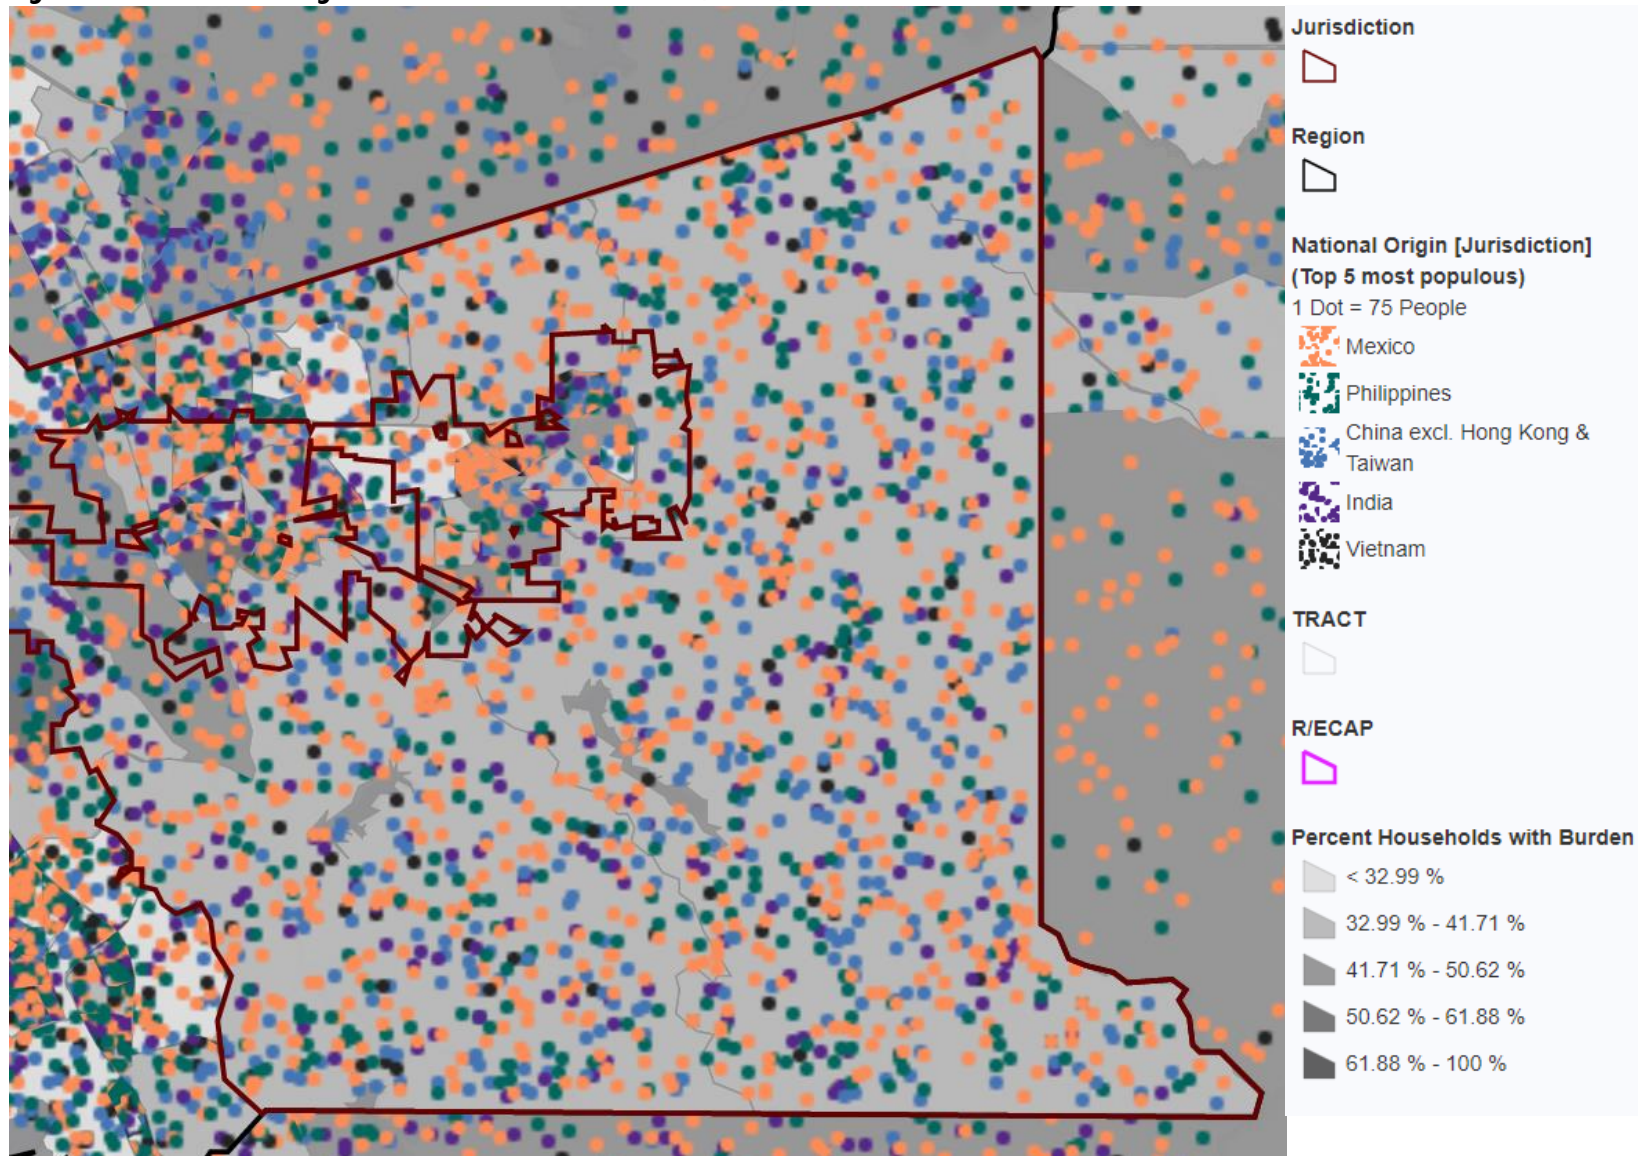 Jurisdiction
Region
National Origin [Jurisdiction]
(Top 5 most populous)
1 Dot = 75 People
Mexico
Philippines
China excl. Hong Kong &
Taiwan
India
Vietnam
TRACT
R/ECAP
Percent Households with Burden
< 32.99 %
32.99 % - 41.71 %
41.71 % - 50.62 %
50.62 % - 61.88 %
61.88 % - 100 %